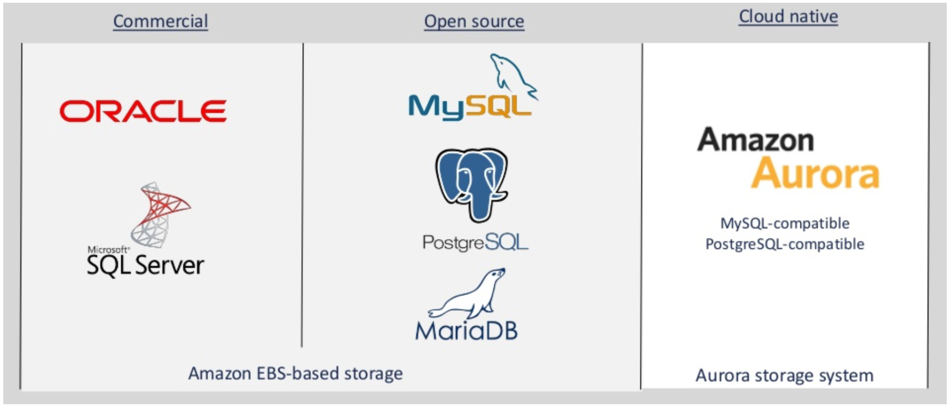 Commercial
Open source
Cloud native
ORACLE
Microsoft®
SQL Server
MySQL
PostgreSQL
MariaDB
Amazon
Aurora
MySQL-compatible
PostgreSQL-compatible
Amazon EBS-based storage
Aurora storage system